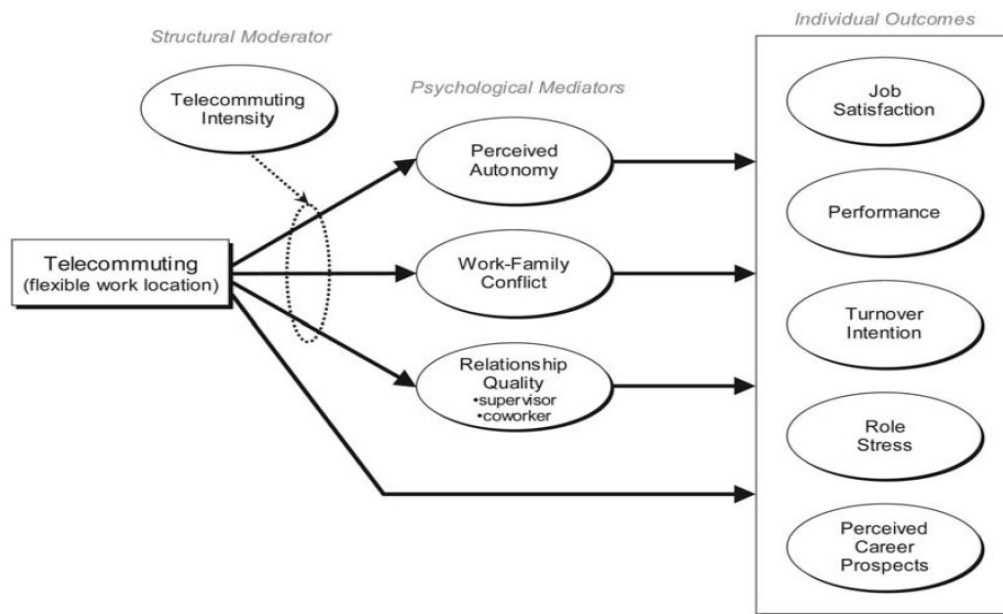 Structural Moderator
Telecommuting
Intensity
Psychological Mediators
Perceived
Autonomy
Telecommuting
(flexible work location)
Work-Family
Conflict
Relationship
Quality
•supervisor
•coworker
Individual Outcomes
Job
Satisfaction
Performance
Turnover
Intention
Role
Stress
Perceived
Career
Prospects